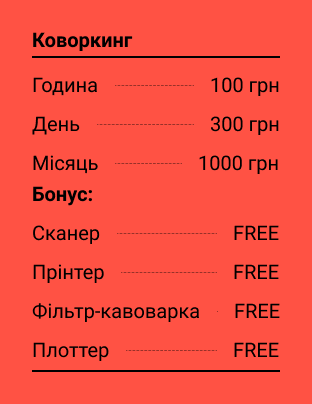 Коворкинг
Година 100 грн
День 300 грн
Місяць 1000 грн
Бонус:
Сканер FREE
Прінтер FREE
Фільтр-кавоварка FREE
Плоттер FREE